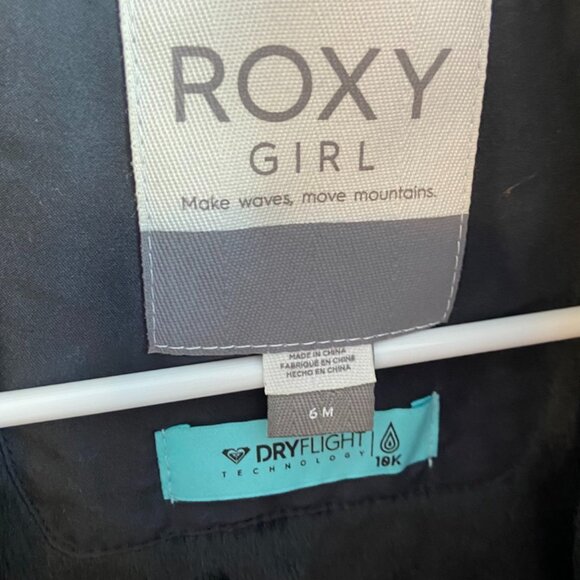 ROXY
GIRL
Make waves, move mountains.
MADE IN CHINA
FABRIQUÉ EN CHINE
HECHO EN CHINA
6 M
DRYFLIGHT
TECHNOLOGY
10K